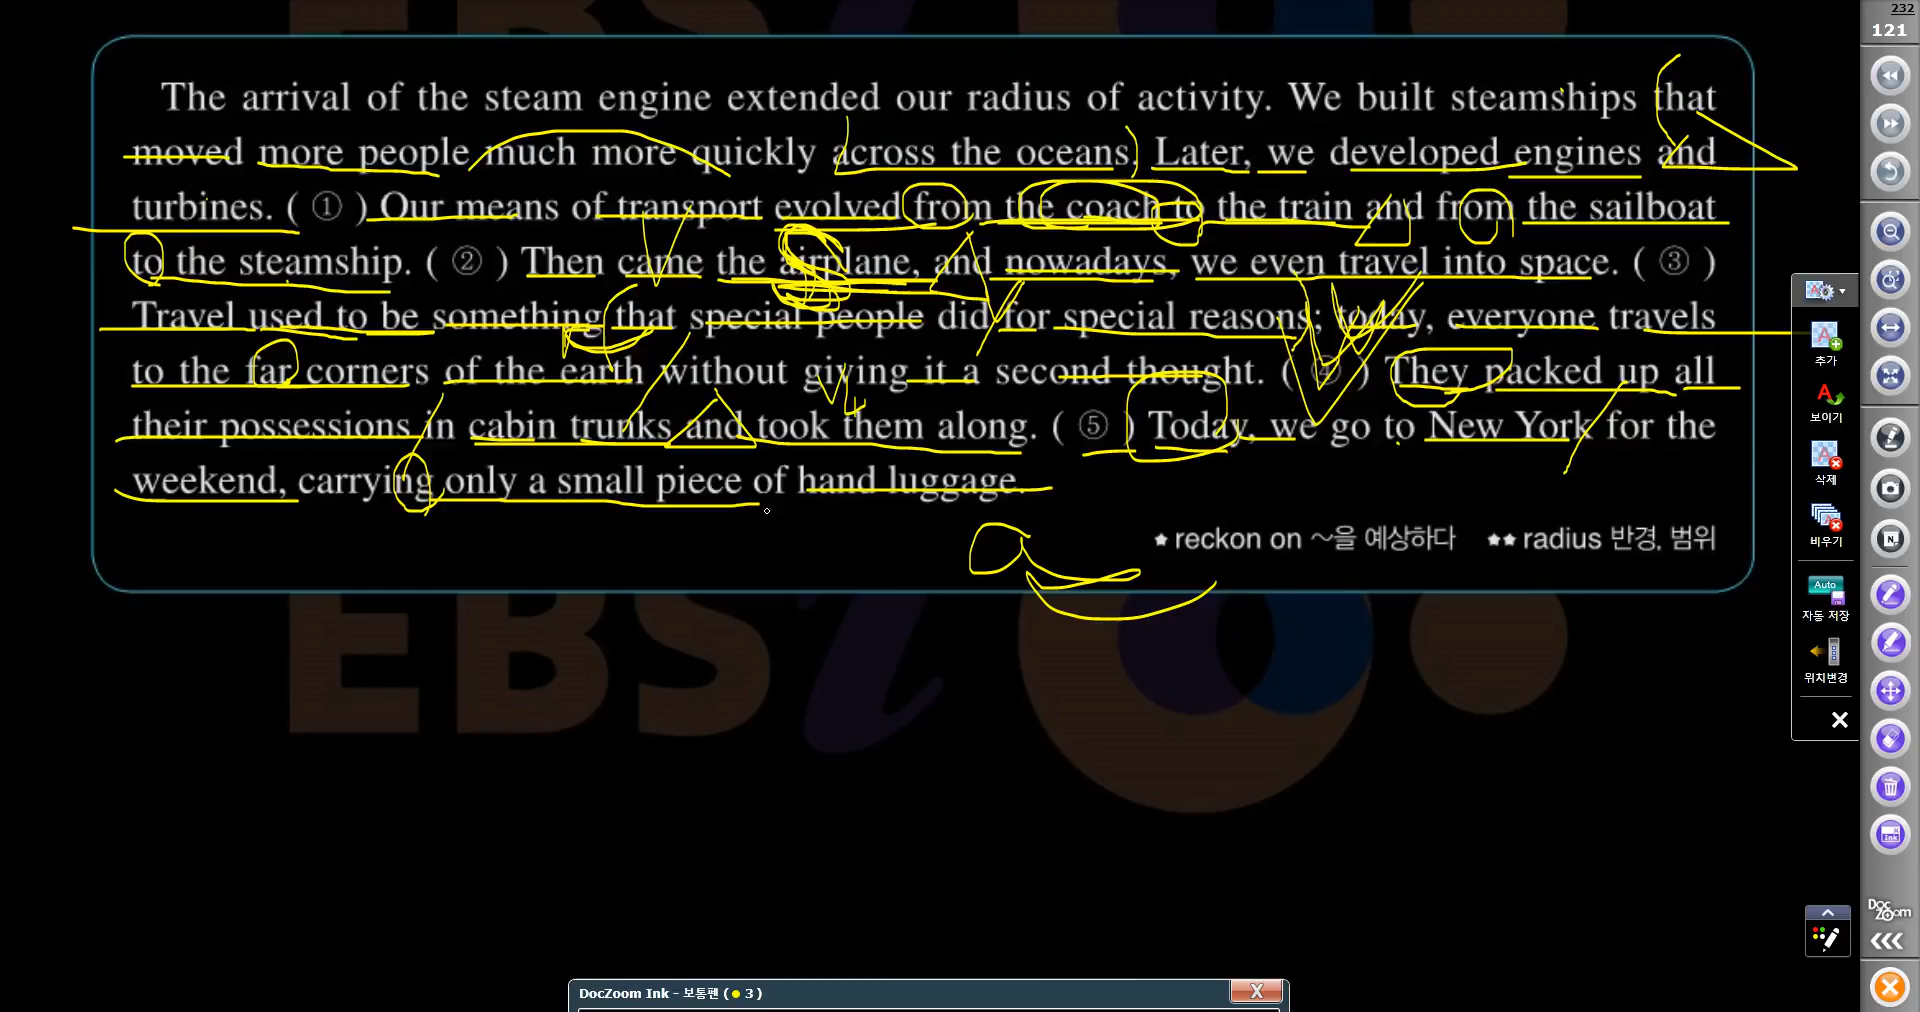 232
121
The arrival of the steam engine extended our radius of activity. We built steamships that
moved more people much more quickly across the oceans. Later, we developed engines and
turbines. ( ① ) Our means of transport evolved from the coach to the train and from the sailboat
to the steamship. ( ② ) Then came the airplane, and nowadays, we even travel into space. ( ③ )
Travel used to be something that special people did for special reasons; today, everyone travels
to the far corners of the earth without giving it a second thought. ( ④ ) They packed up all
their possessions in cabin trunks and took them along. ( ⑤ ) Today, we go to New York for the
weekend, carrying only a small piece of hand luggage.
★ reckon on ~을 예상하다 ★★ radius 반경, 범위
EBSi
추가
보이기
삭제
비우기
Auto
자동 저장
위치변경
Doc
Zoom
DocZoom Ink - 보통펜 ( ● 3 )